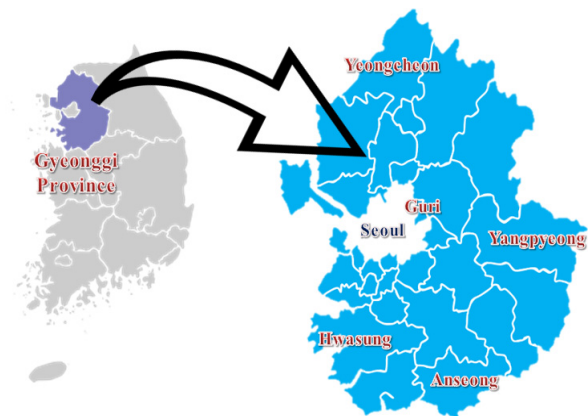 Gyeonggi
Province
Yeongcheon
Guri
Seoul
Yangpyeong
Hwasung
Anseong